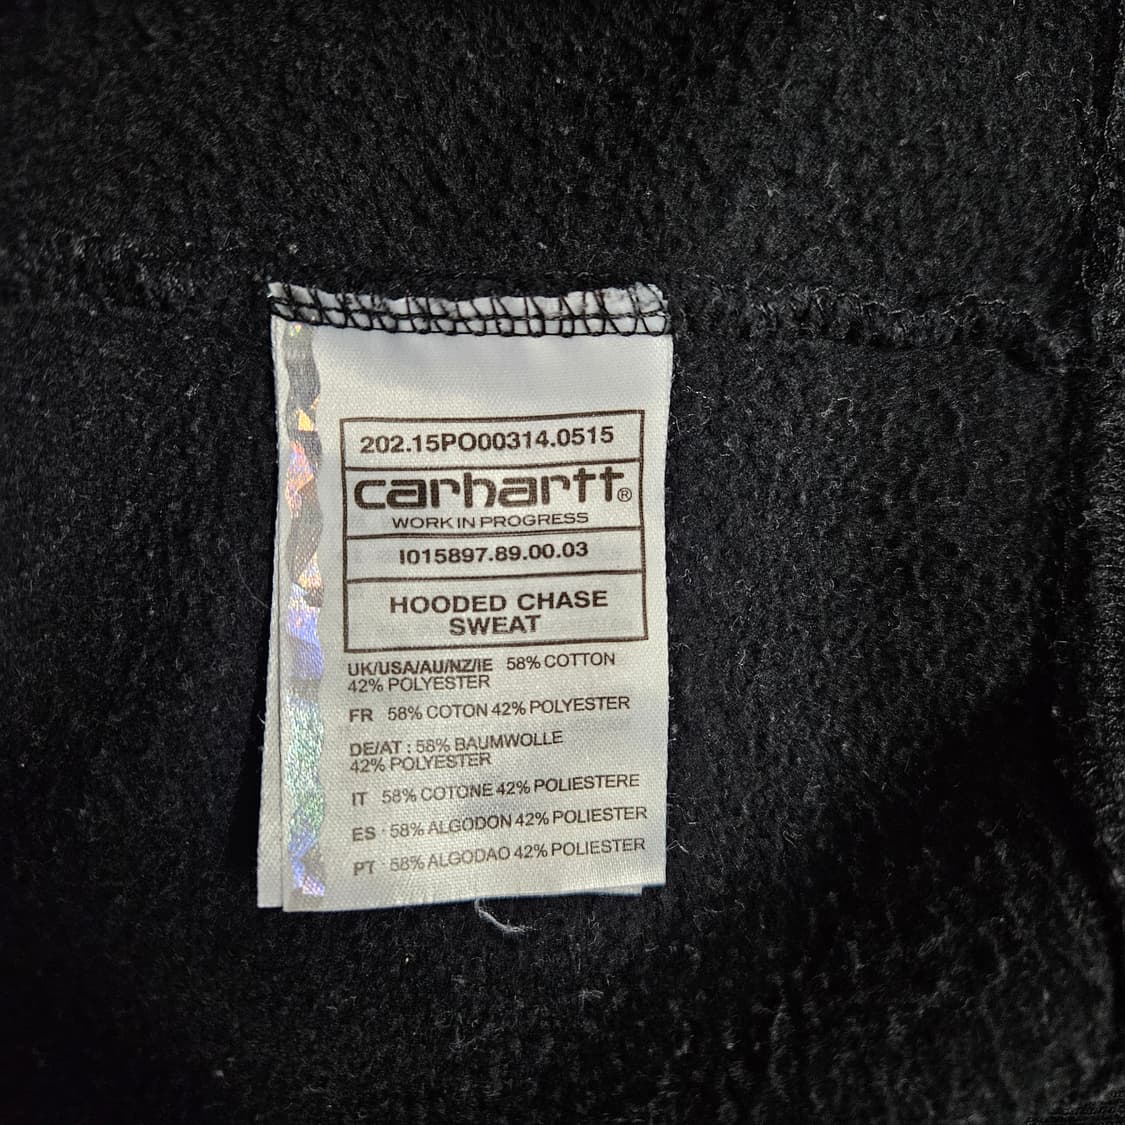 202.15PO00314.0515
carhartt®
WORK IN PROGRESS
I015897.89.00.03
HOODED CHASE
SWEAT
UK/USA/AU/NZ/IE 58% COTTON
42% POLYESTER
FR 58% COTON 42% POLYESTER
DE/AT : 58% BAUMWOLLE
42% POLYESTER
IT 58% COTONE 42% POLIESTERE
ES 58% ALGODON 42% POLIESTER
PT 58% ALGODAO 42% POLIESTER